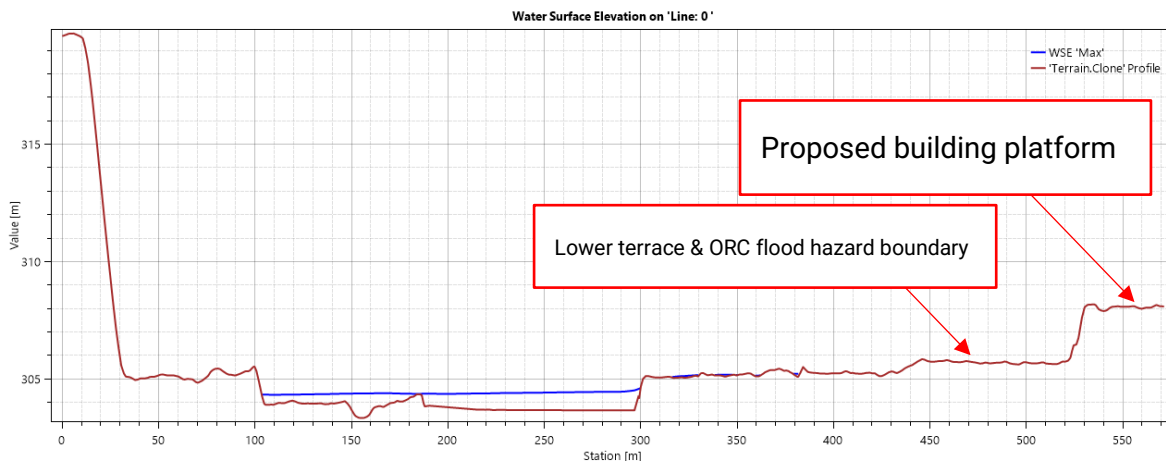 Water Surface Elevation on 'Line: 0 '
WSE 'Max'
'Terrain.Clone' Profile
Proposed building platform
Lower terrace & ORC flood hazard boundary
Value [m]
315
310
305
0 50 100 150 200 250 300 350 400 450 500 550
Station [m]